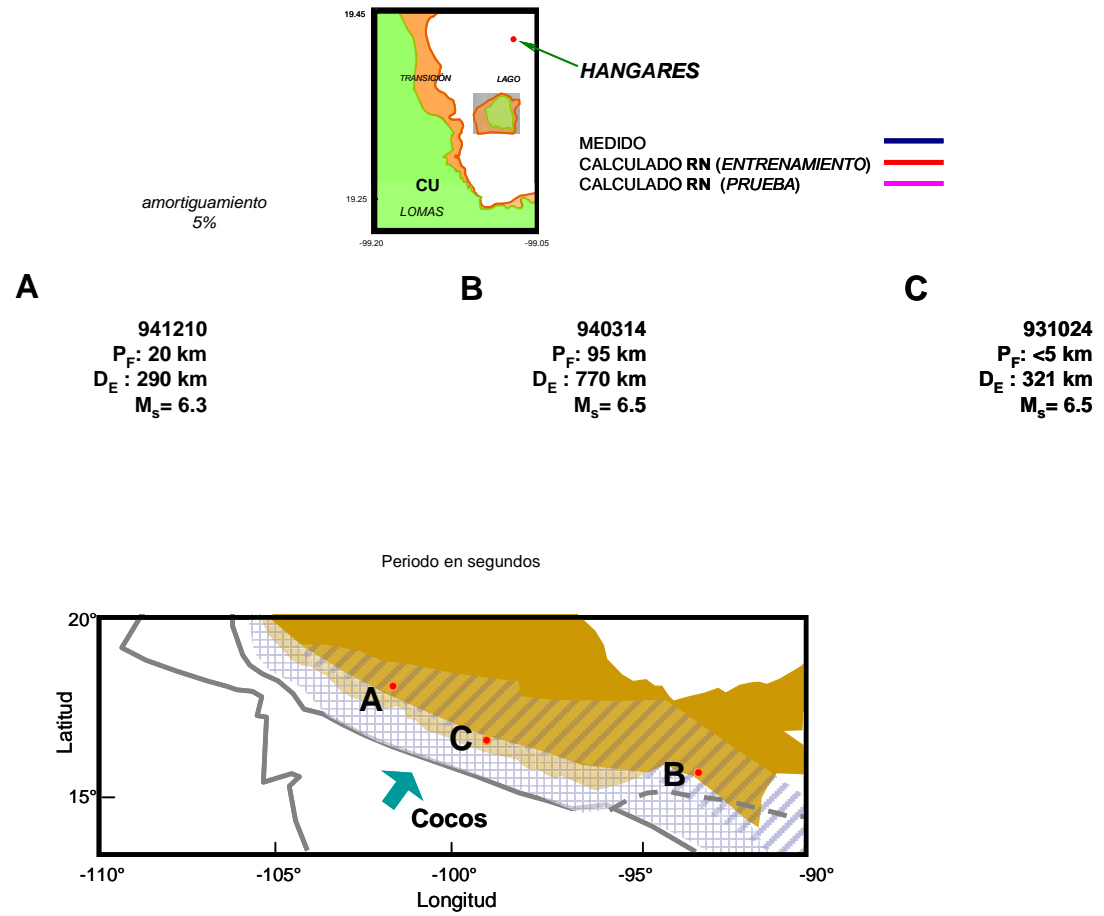 19.45
TRANSICIÓN
LAGO
HANGARES
CU
LOMAS
19.25
-99.20
-99.05
amortiguamiento
5%
MEDIDO
CALCULADO RN (ENTRENAMIENTO)
CALCULADO RN (PRUEBA)
A
941210
PF: 20 km
DE : 290 km
Ms= 6.3
B
940314
PF: 95 km
DE : 770 km
Ms= 6.5
C
931024
PF: <5 km
DE : 321 km
Ms= 6.5
Periodo en segundos
20°
Latitud
15°
A
C
B
Cocos
-110°
-105°
-100°
-95°
-90°
Longitud